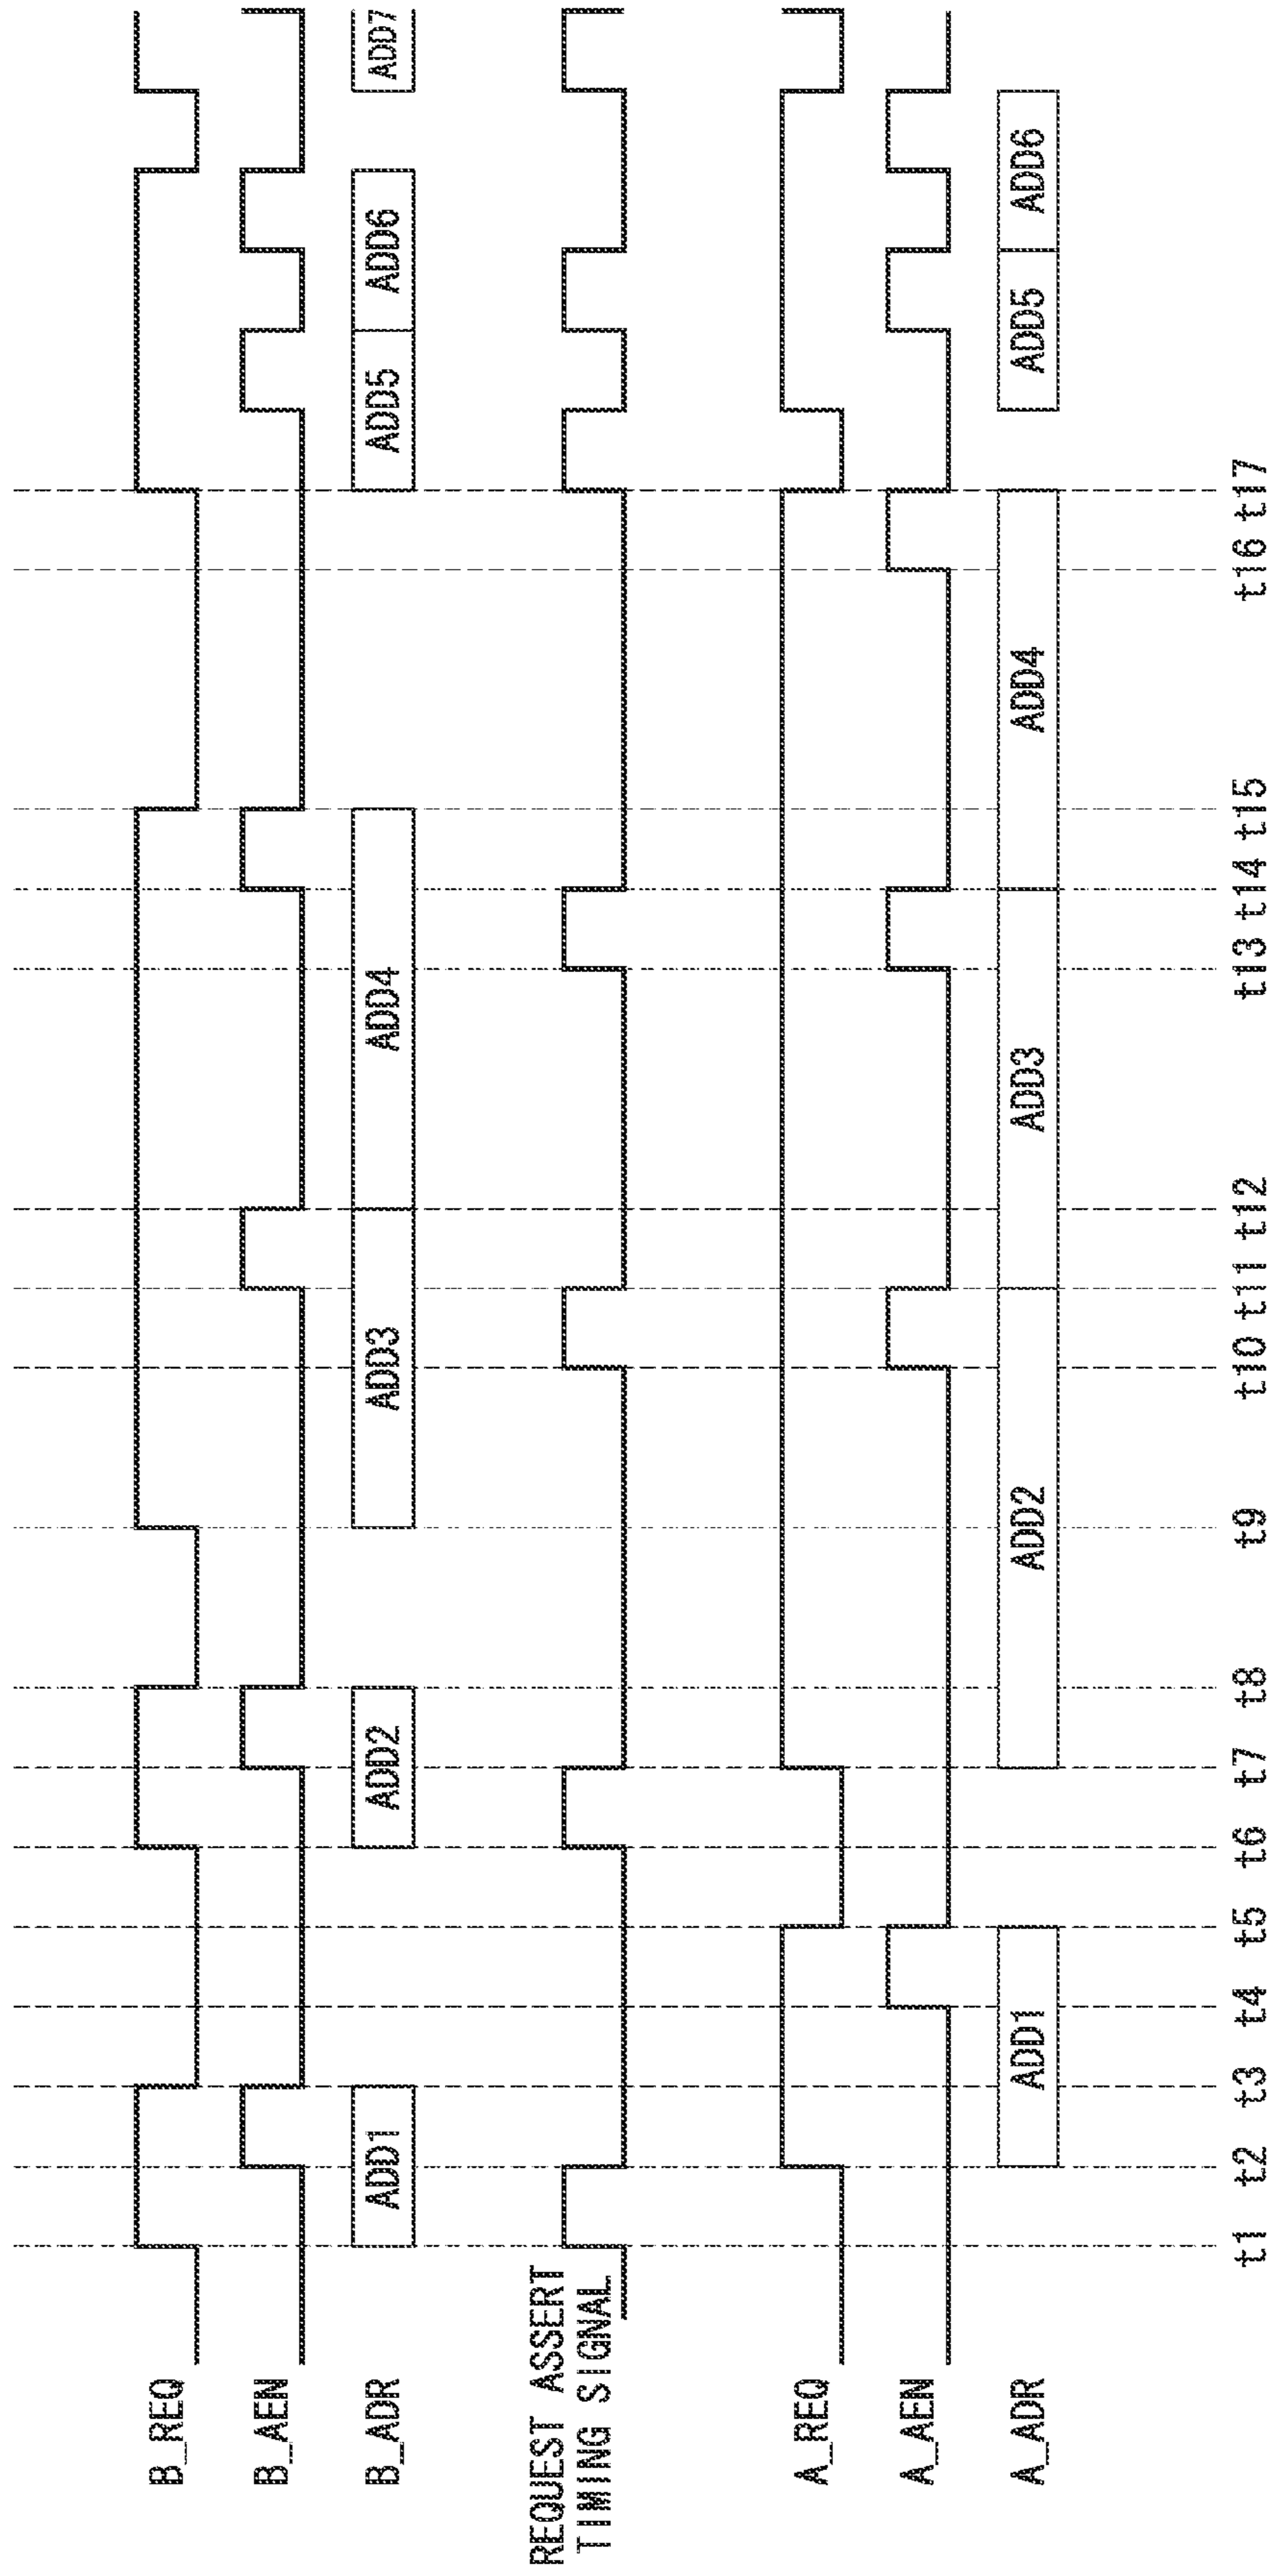 B_REQ
B_AEN
B_ADR
ADD1
ADD2
ADD3
ADD4
ADD5
ADD6
ADD7
REQUEST ASSERT
TIMING SIGNAL
A_REQ
A_AEN
A_ADR
ADD1
ADD2
ADD3
ADD4
ADD5
ADD6
t1 t2 t3 t4 t5 t6 t7 t8 t9 t10 t11 t12 t13 t14 t15 t16 t17